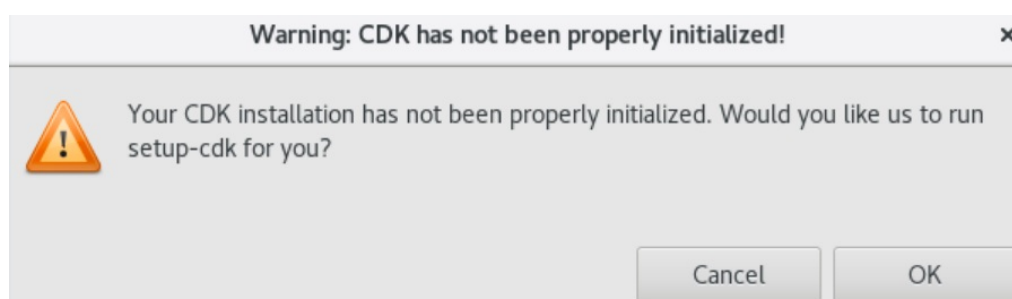 Warning: CDK has not been properly initialized!
Your CDK installation has not been properly initialized. Would you like us to run
setup-cdk for you?
Cancel
OK